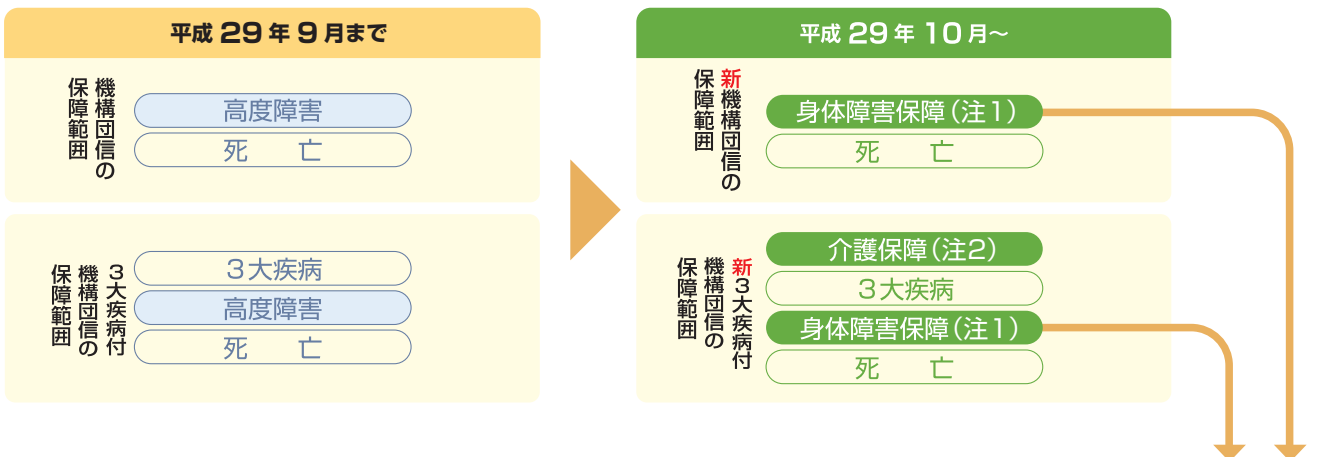 平成 29 年 9 月まで
機構団信の
保障範囲
高度障害
死 亡
3大疾病付
機構団信の
保障範囲
3大疾病
高度障害
死 亡
平成 29 年 10 月～
新機構団信の
保障範囲
身体障害保障(注1)
死 亡
新3大疾病付
機構団信の
保障範囲
介護保障(注2)
3大疾病
身体障害保障(注1)
死 亡